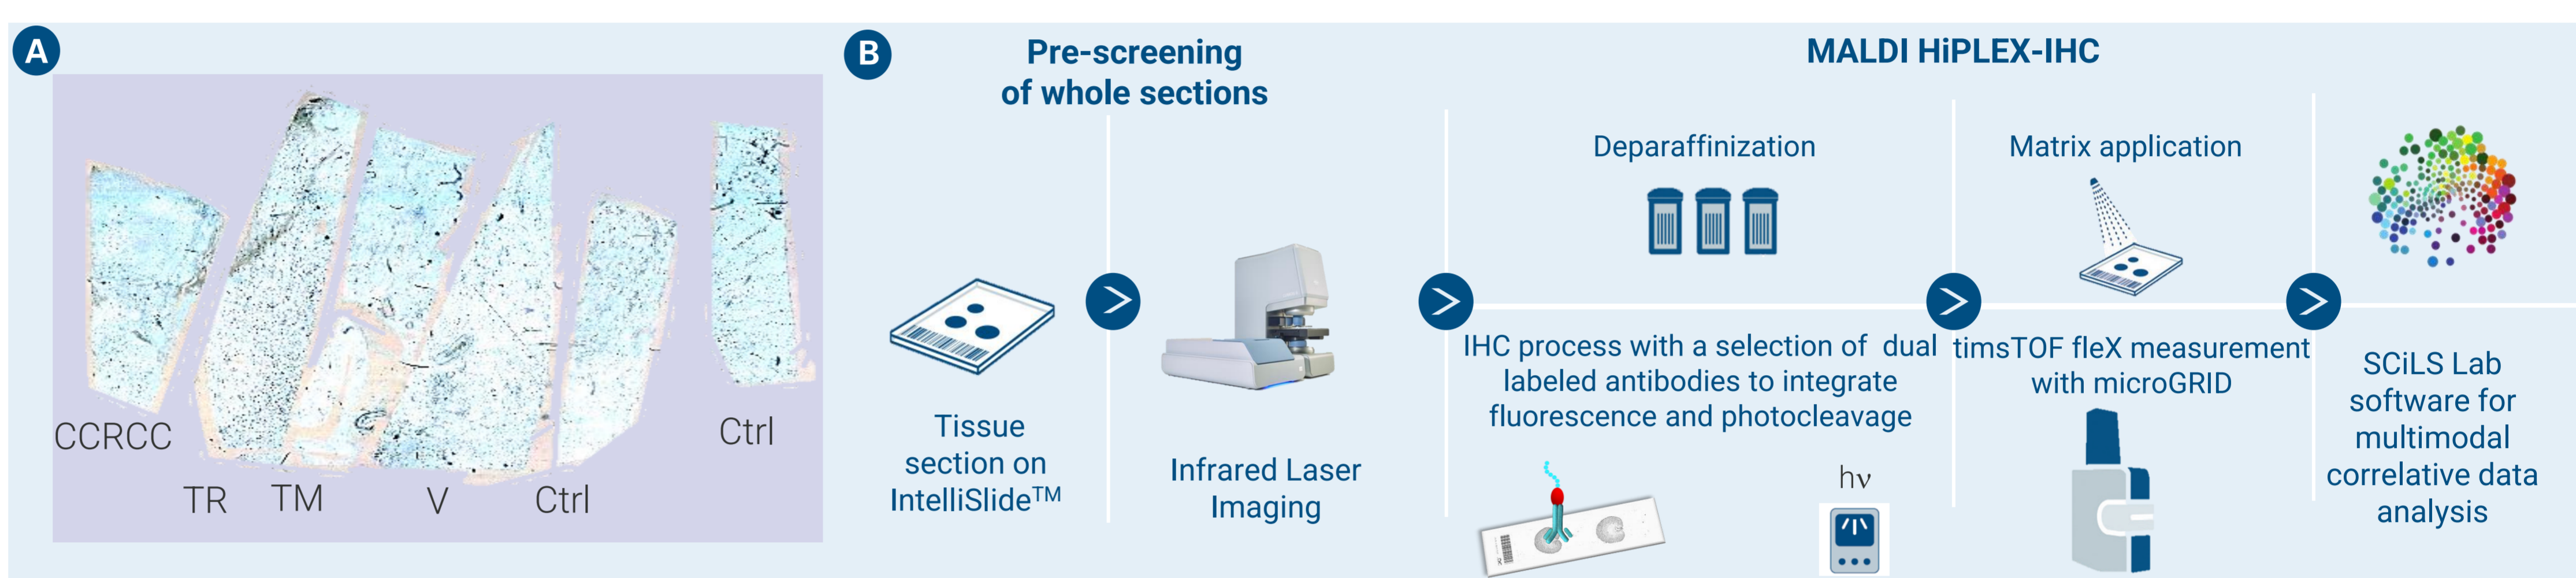 A
CCRCC
TR
TM
V
Ctrl
Ctrl
B
Pre-screening
of whole sections
Tissue
section on
IntelliSlide™
Infrared Laser
Imaging
MALDI HiPLEX-IHC
Deparaffinization
IHC process with a selection of dual
labeled antibodies to integrate
fluorescence and photocleavage
hν
Matrix application
timsTOF fleX measurement
with microGRID
SCiLS Lab
software for
multimodal
correlative data
analysis